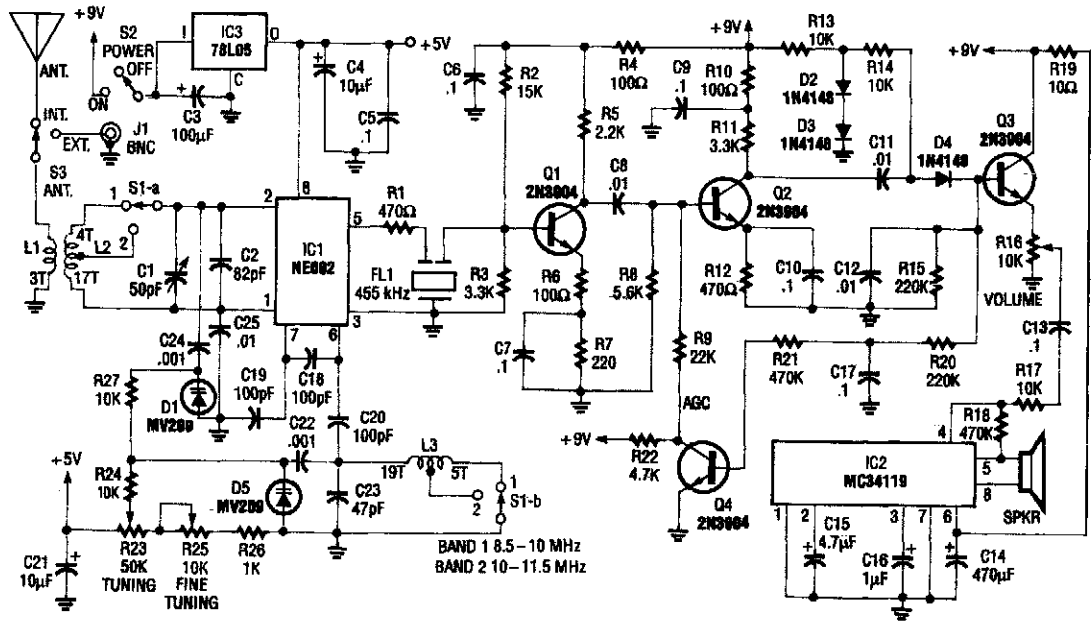 +9V
S2
POWER
OFF
ON
ANT.
INT.
EXT.
J1
BNC
S3
ANT.
I
IC3
78L05
O
C
C3
100µF
+
+5V
C4
10µF
+
C5
.1
C6
.1
R2
15K
R4
100Ω
R5
2.2K
C9
.1
+9V
R10
100Ω
R11
3.3K
R13
10K
D2
1N4148
D3
1N4148
R14
10K
C11
.01
D4
1N4148
+9V
Q3
2N3904
R19
10Ω
1
S1-a
2
L1
3T
4T
L2
17T
C1
50pF
C2
82pF
2
8
5
IC1
NE602
1
7
6
3
R1
470Ω
FL1
455 kHz
R3
3.3K
Q1
2N3904
C8
.01
R6
100Ω
R8
5.6K
Q2
2N3904
R12
470Ω
C10
.1
C12
.01
R15
220K
R16
10K
VOLUME
C24
.001
C25
.01
R27
10K
D1
MV209
C19
100pF
C18
100pF
C20
100pF
C22
.001
C7
.1
R7
220
R9
22K
AGC
R21
470K
C17
.1
R20
220K
C13
.1
R17
10K
R18
470K
+5V
R24
10K
D5
MV209
C23
47pF
19T
L3
5T
1
2
S1-b
+9V
R22
4.7K
Q4
2N3904
IC2
MC34119
4
5
8
1
2
3
7
6
SPKR
C21
10µF
+
R23
50K
TUNING
R25
10K
FINE
TUNING
R26
1K
BAND 1 8.5–10 MHz
BAND 2 10–11.5 MHz
C15
4.7µF
+
C16
1µF
+
C14
470µF
+